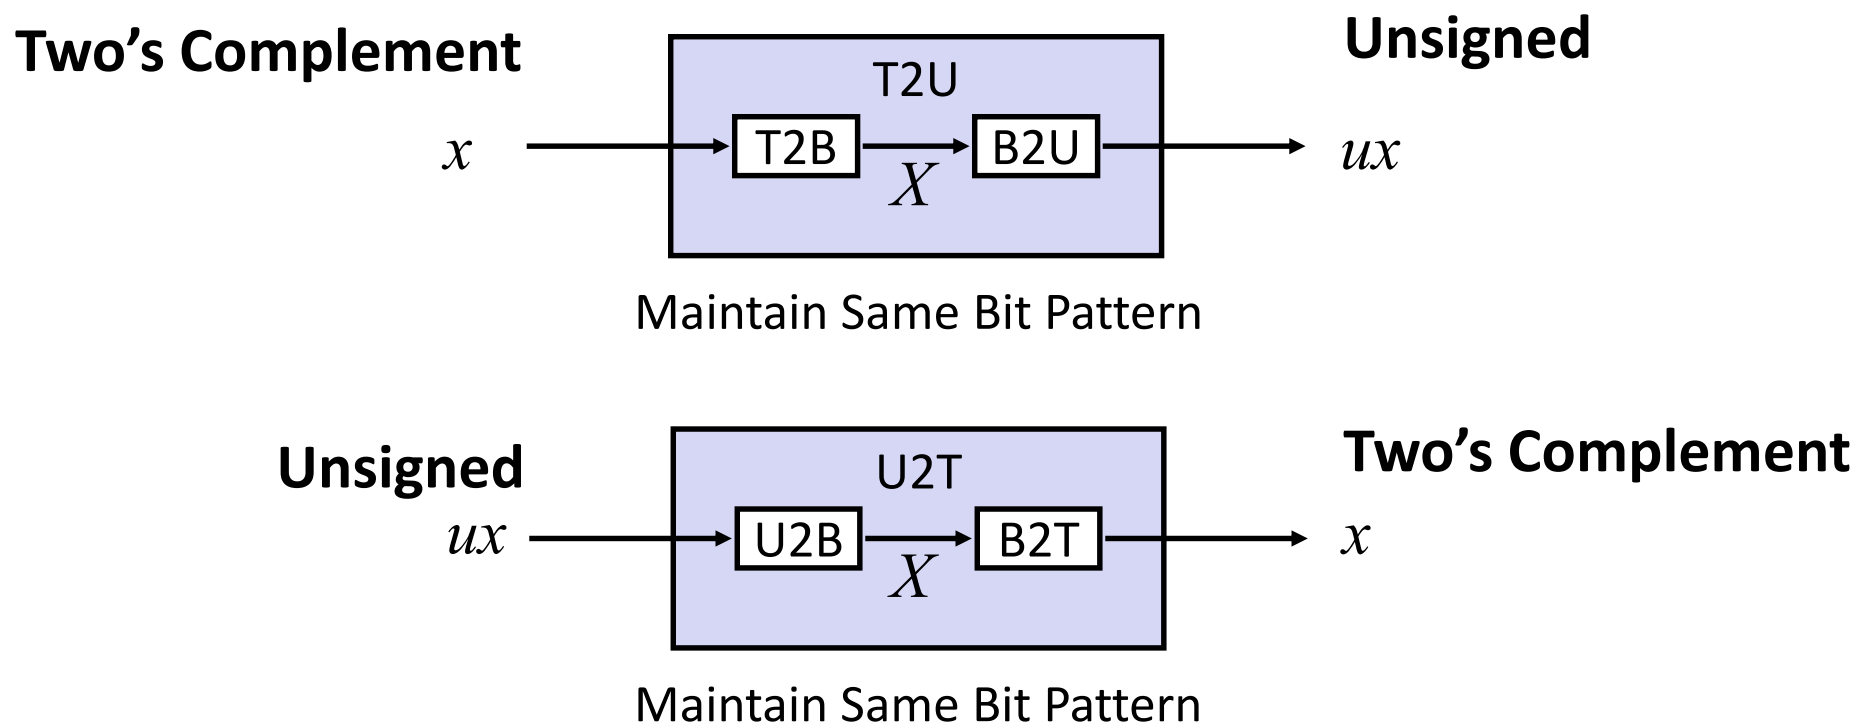 Two's Complement
Unsigned
T2U
x
T2B
X
B2U
ux
Maintain Same Bit Pattern
Unsigned
Two's Complement
U2T
ux
U2B
X
B2T
x
Maintain Same Bit Pattern